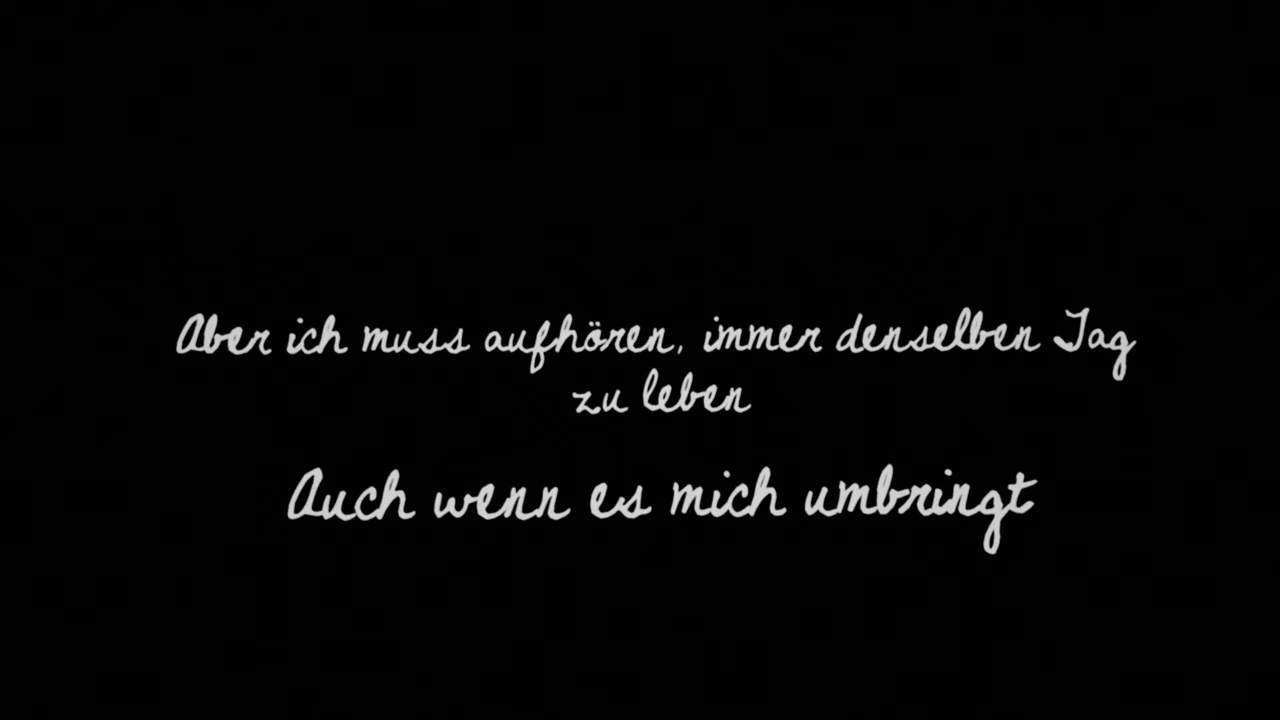 Aber ich muss aufhören, immer denselben Tag
zu leben
Auch wenn es mich umbringt